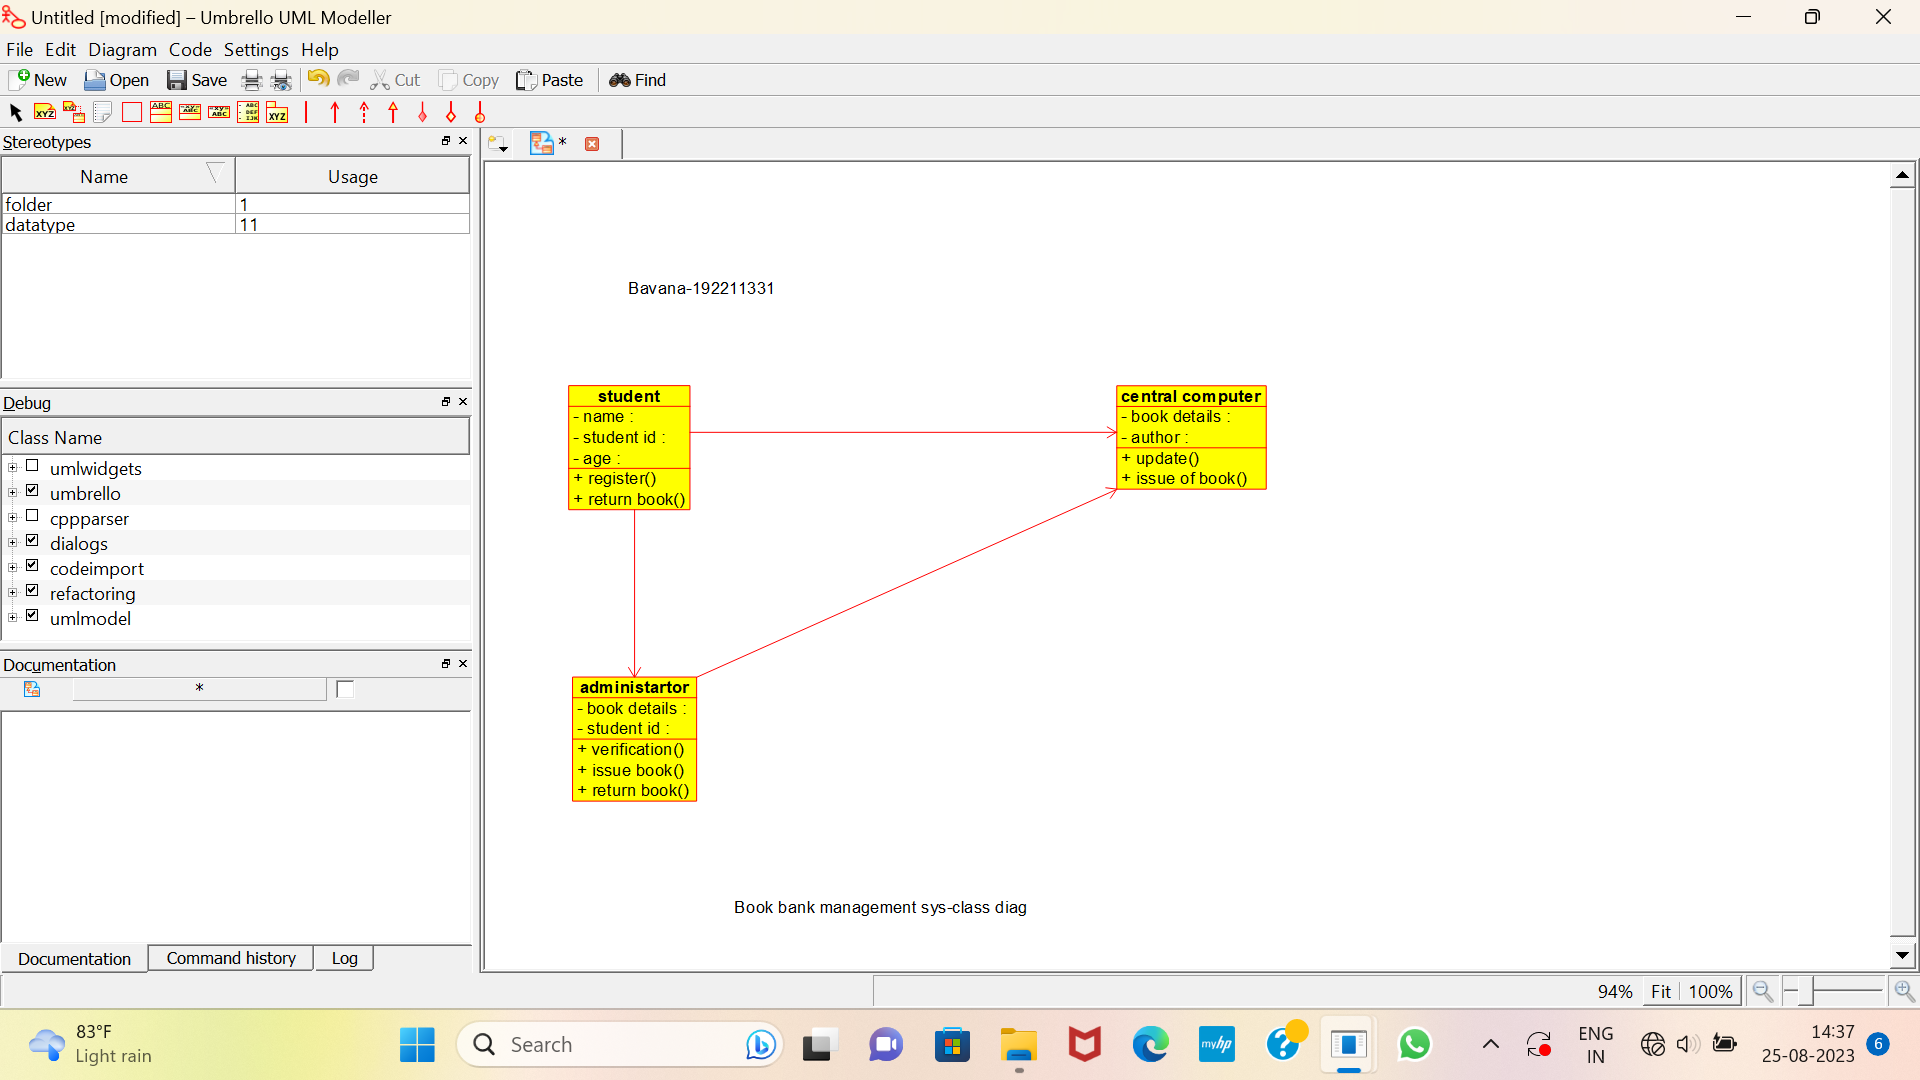 Untitled [modified] – Umbrello UML Modeller
File Edit Diagram Code Settings Help
New Open Save Cut Copy Paste Find
Stereotypes
Name Usage
folder 1
datatype 11
Debug
Class Name
umlwidgets
umbrello
cppparser
dialogs
codeimport
refactoring
umlmodel
Documentation
*
Documentation Command history Log
*
Bavana-192211331
student
- name :
- student id :
- age :
+ register()
+ return book()
central computer
- book details :
- author :
+ update()
+ issue of book()
administartor
- book details :
- student id :
+ verification()
+ issue book()
+ return book()
Book bank management sys-class diag
94% Fit 100%
83°F
Light rain
Search
myhp
ENG
IN
14:37
25-08-2023
6